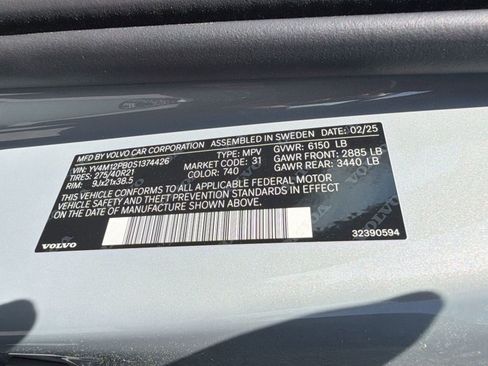 MFD BY VOLVO CAR CORPORATION ASSEMBLED IN SWEDEN 02/25
VIN: YV4M12PB0S1374426 TYPE: MPV GVWR: 6150 LB
TIRES: 275/40R21 MARKET CODE: 31 GAWR FRONT: 2885 LB
RIM: 9Jx21x38.5 COLOR: 740 GAWR REAR: 3440 LB
THIS VEHICLE CONFORMS TO ALL APPLICABLE FEDERAL MOTOR
VEHICLE SAFETY AND THEFT PREVENTION STANDARDS IN EFFECT
ON THE DATE OF MANUFACTURE SHOWN ABOVE.
VOLVO 32390594